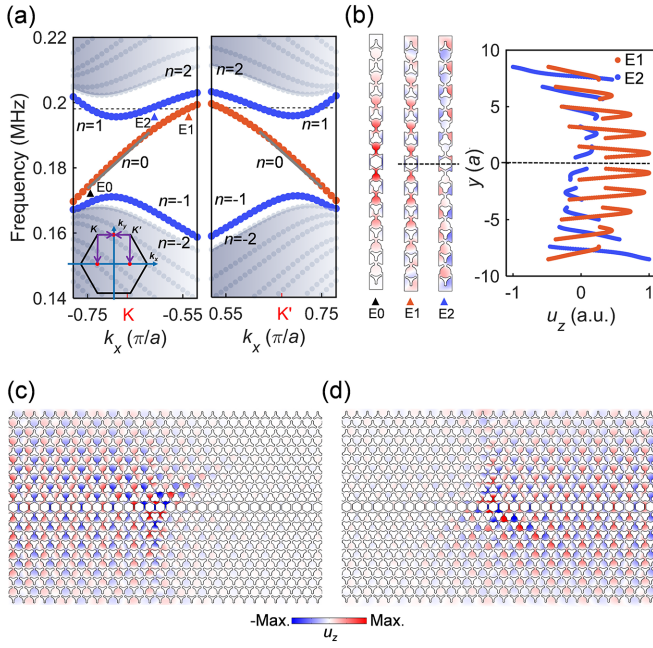 (a)
0.22
0.2
0.18
0.16
0.14
Frequency (MHz)
n=2
n=1
E2
E1
n=0
E0
n=-1
n=-2
K
k_y
K'
k_x
-0.75
K
-0.55
k_x (π/a)
n=2
n=1
n=0
n=-1
n=-2
0.55
K'
0.75
k_x (π/a)
(b)
E0
E1
E2
10
5
0
-5
-10
y (a)
E1
E2
-1
0
1
u_z (a.u.)
(c)
(d)
-Max.
Max.
u_z